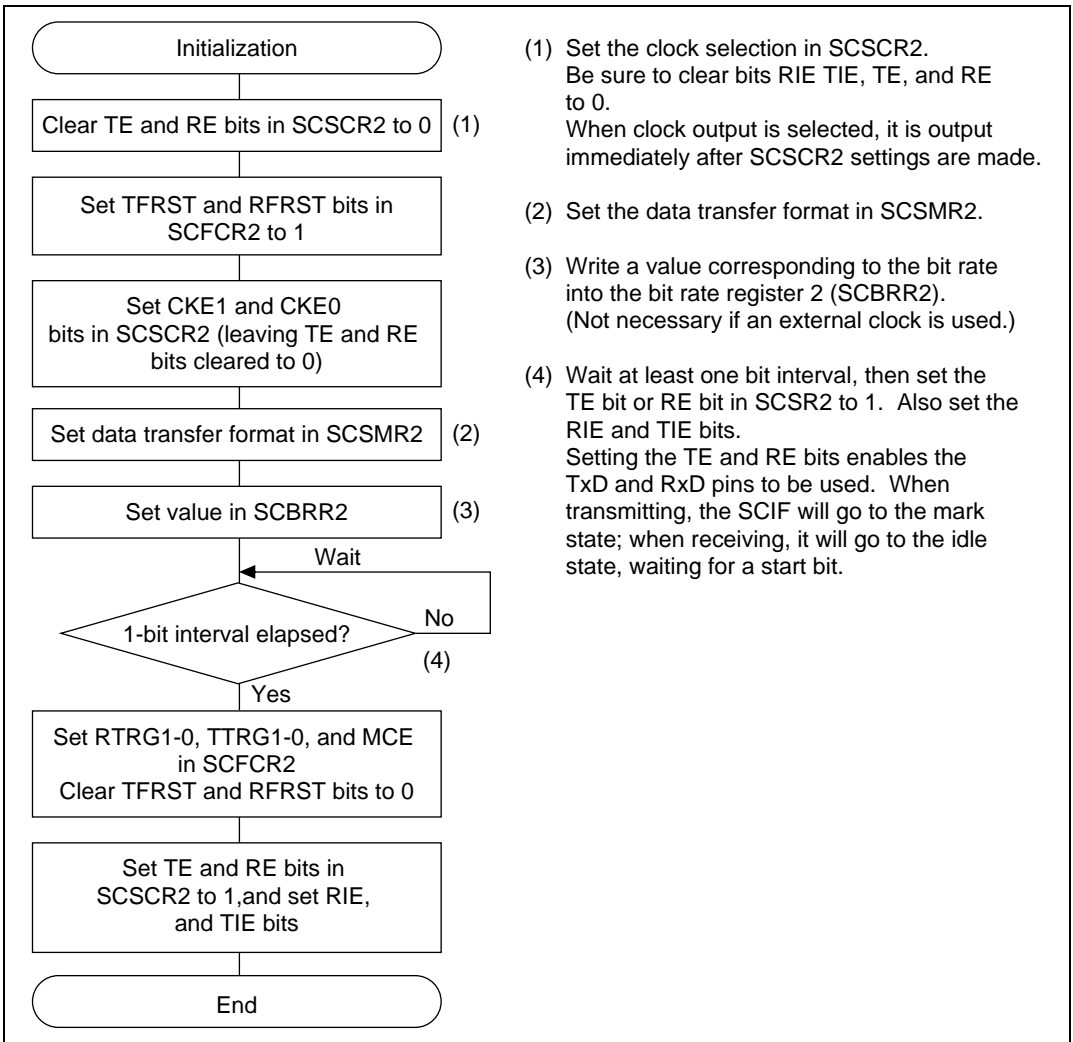 Initialization
Clear TE and RE bits in SCSCR2 to 0
(1)
Set TFRST and RFRST bits in
SCFCR2 to 1
Set CKE1 and CKE0
bits in SCSCR2 (leaving TE and RE
bits cleared to 0)
Set data transfer format in SCSMR2
(2)
Set value in SCBRR2
(3)
Wait
1-bit interval elapsed?
No
(4)
Yes
Set RTRG1-0, TTRG1-0, and MCE
in SCFCR2
Clear TFRST and RFRST bits to 0
Set TE and RE bits in
SCSCR2 to 1,and set RIE,
and TIE bits
End
(1) Set the clock selection in SCSCR2.
Be sure to clear bits RIE TIE, TE, and RE
to 0.
When clock output is selected, it is output
immediately after SCSCR2 settings are made.
(2) Set the data transfer format in SCSMR2.
(3) Write a value corresponding to the bit rate
into the bit rate register 2 (SCBRR2).
(Not necessary if an external clock is used.)
(4) Wait at least one bit interval, then set the
TE bit or RE bit in SCSR2 to 1. Also set the
RIE and TIE bits.
Setting the TE and RE bits enables the
TxD and RxD pins to be used. When
transmitting, the SCIF will go to the mark
state; when receiving, it will go to the idle
state, waiting for a start bit.